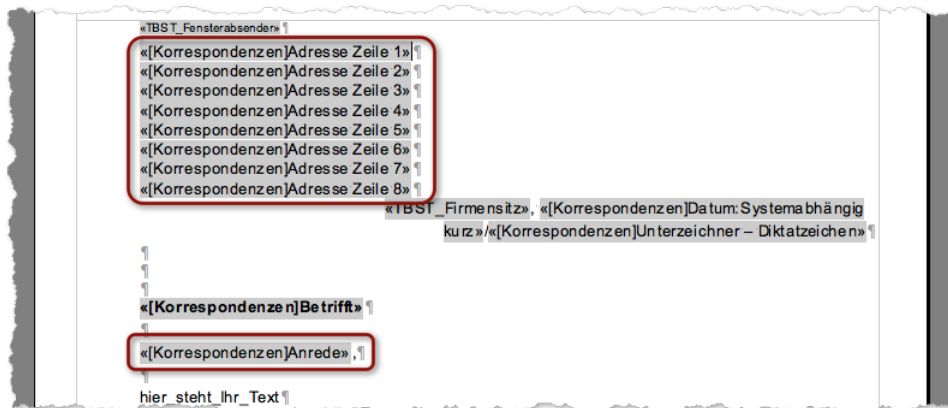 «TBST_Fensterabsender»¶
«[Korrespondenzen]Adresse Zeile 1»¶
«[Korrespondenzen]Adresse Zeile 2»¶
«[Korrespondenzen]Adresse Zeile 3»¶
«[Korrespondenzen]Adresse Zeile 4»¶
«[Korrespondenzen]Adresse Zeile 5»¶
«[Korrespondenzen]Adresse Zeile 6»¶
«[Korrespondenzen]Adresse Zeile 7»¶
«[Korrespondenzen]Adresse Zeile 8»¶
«TBST_Firmensitz», «[Korrespondenzen]Datum:Systemabhängig
kurz»/«[Korrespondenzen]Unterzeichner – Diktatzeichen»¶
¶
¶
¶
«[Korrespondenzen]Betrifft»¶
¶
«[Korrespondenzen]Anrede»,¶
¶
hier_steht_Ihr_Text¶